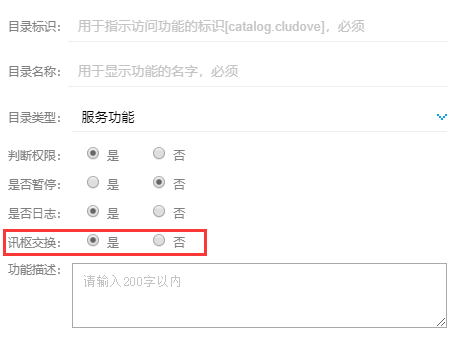 目录标识： 用于指示访问功能的标识[catalog.cludove]，必须
目录名称： 用于显示功能的名字，必须
目录类型： 服务功能
判断权限： 是 否
是否暂停： 是 否
是否日志： 是 否
讯枢交换： 是 否
功能描述： 请输入200字以内